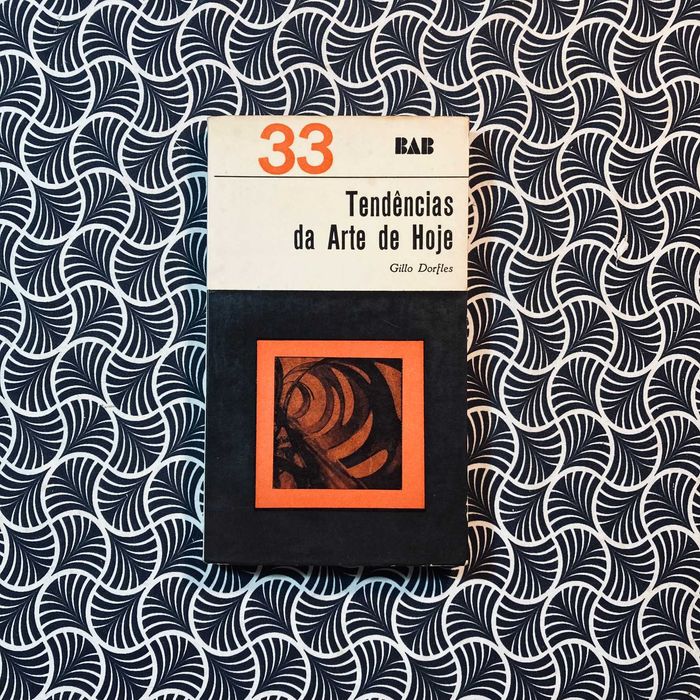 33 BAB
Tendências
da Arte de Hoje
Gillo Dorfles